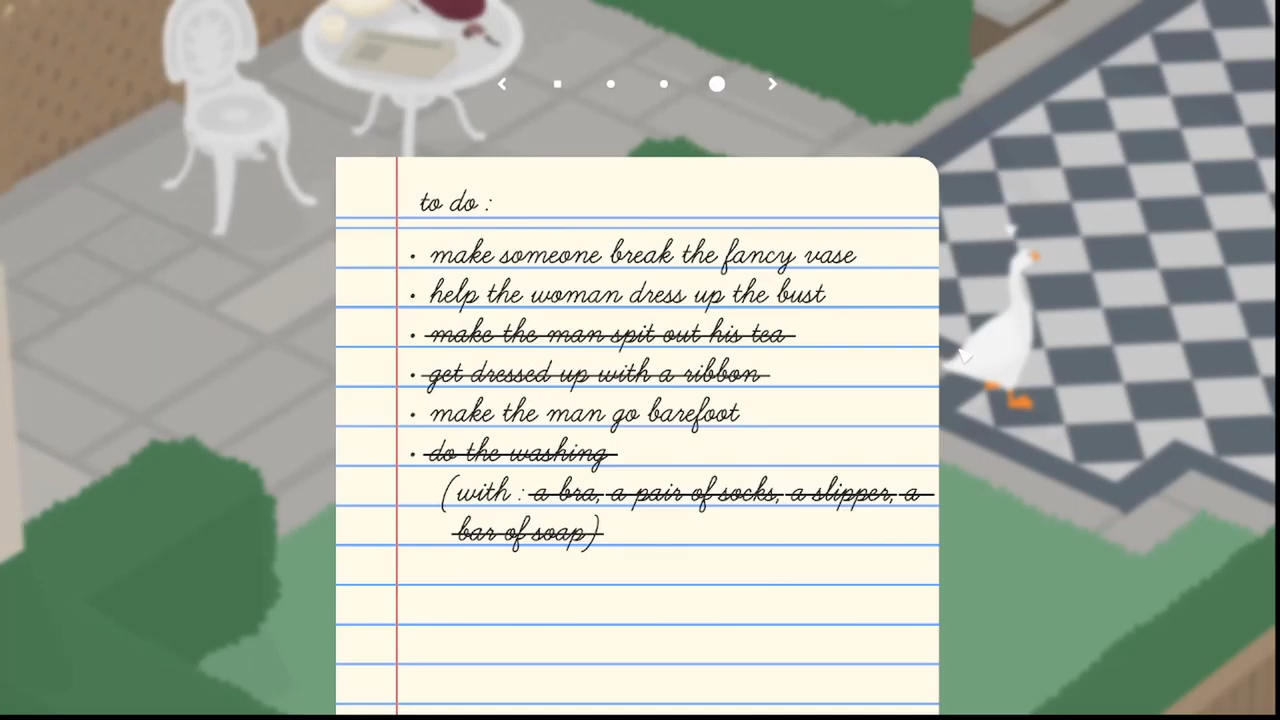 to do :
• make someone break the fancy vase
• help the woman dress up the bust
• make the man spit out his tea
• get dressed up with a ribbon
• make the man go barefoot
• do the washing
(with : a bra, a pair of socks, a slipper, a
bar of soap)